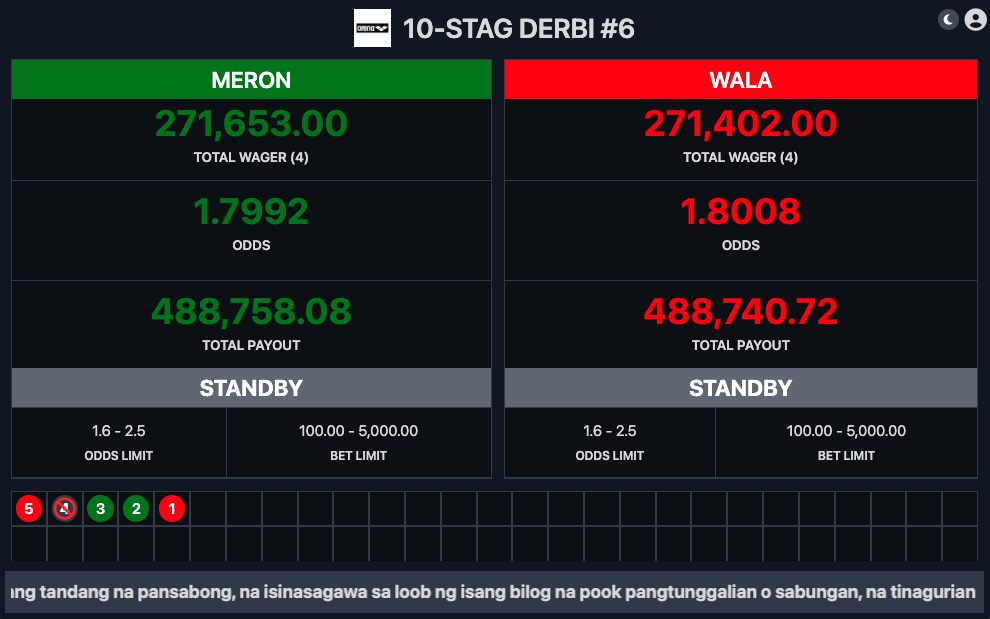 arena
10-STAG DERBI #6
MERON
271,653.00
TOTAL WAGER (4)
1.7992
ODDS
488,758.08
TOTAL PAYOUT
STANDBY
1.6 - 2.5
ODDS LIMIT
100.00 - 5,000.00
BET LIMIT
WALA
271,402.00
TOTAL WAGER (4)
1.8008
ODDS
488,740.72
TOTAL PAYOUT
STANDBY
1.6 - 2.5
ODDS LIMIT
100.00 - 5,000.00
BET LIMIT
5 4 3 2 1
ang tandang na pansabong, na isinasagawa sa loob ng isang bilog na pook pangtunggalian o sabungan, na tinagurian